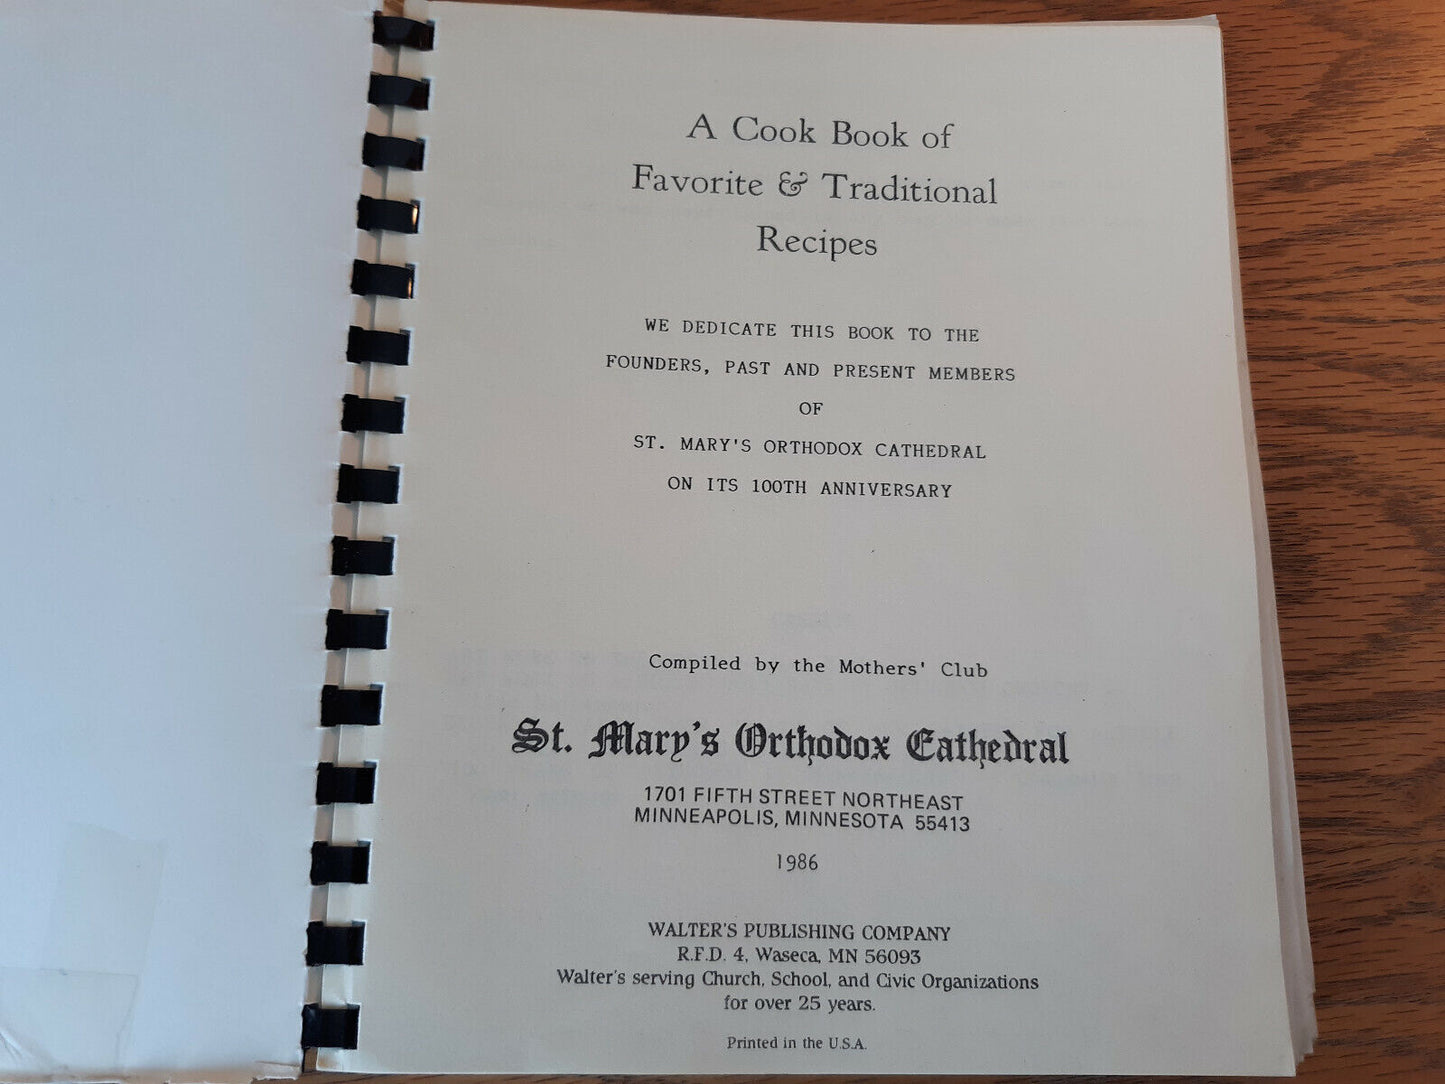 A Cook Book of
Favorite & Traditional
Recipes
WE DEDICATE THIS BOOK TO THE
FOUNDERS, PAST AND PRESENT MEMBERS
OF
ST. MARY'S ORTHODOX CATHEDRAL
ON ITS 100TH ANNIVERSARY
Compiled by the Mothers' Club
St. Mary's Orthodox Cathedral
1701 FIFTH STREET NORTHEAST
MINNEAPOLIS, MINNESOTA 55413
1986
WALTER'S PUBLISHING COMPANY
R.F.D. 4, Waseca, MN 56093
Walter's serving Church, School, and Civic Organizations
for over 25 years.
Printed in the U.S.A.